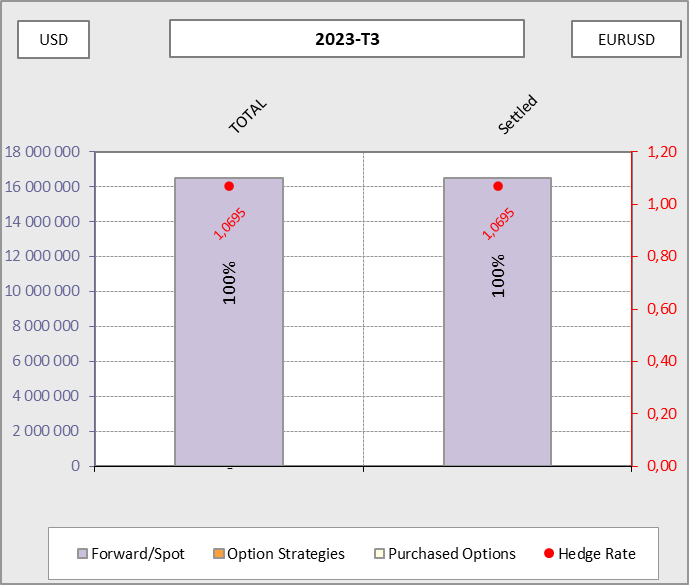 USD
2023-T3
EURUSD
TOTAL
Settled
18 000 000
16 000 000
14 000 000
12 000 000
10 000 000
8 000 000
6 000 000
4 000 000
2 000 000
0
1,20
1,00
0,80
0,60
0,40
0,20
0,00
1,0695
100%
1,0695
100%
-
Forward/Spot
Option Strategies
Purchased Options
Hedge Rate